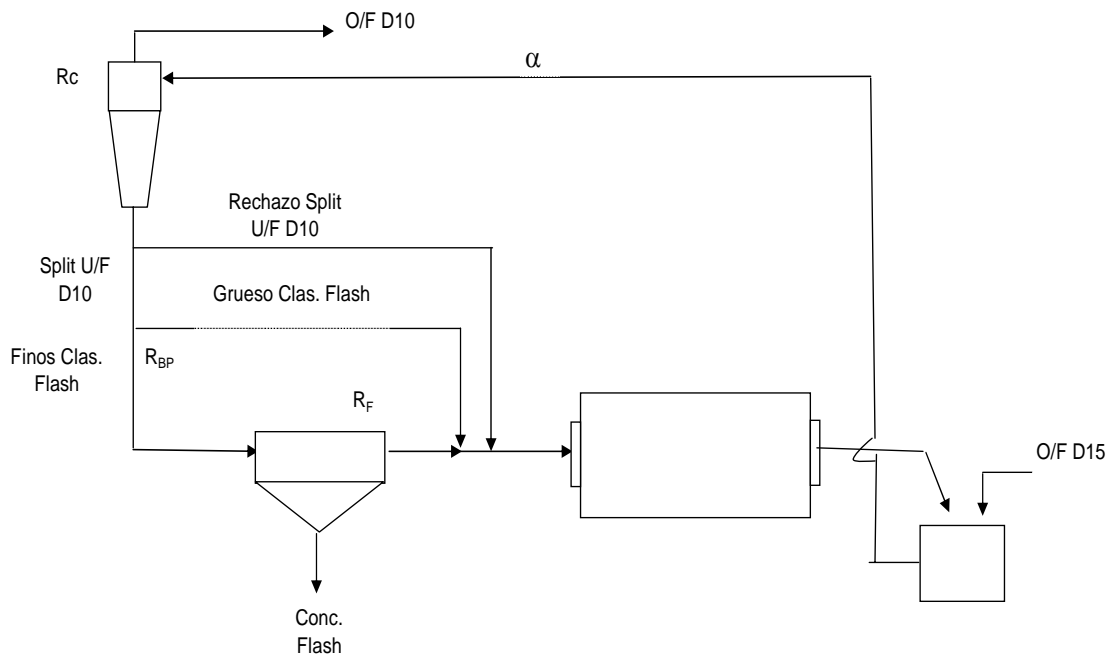 O/F D10
Rc
α
Rechazo Split
U/F D10
Split U/F
D10
Grueso Clas. Flash
Finos Clas.
Flash
R_BP
R_F
O/F D15
Conc.
Flash